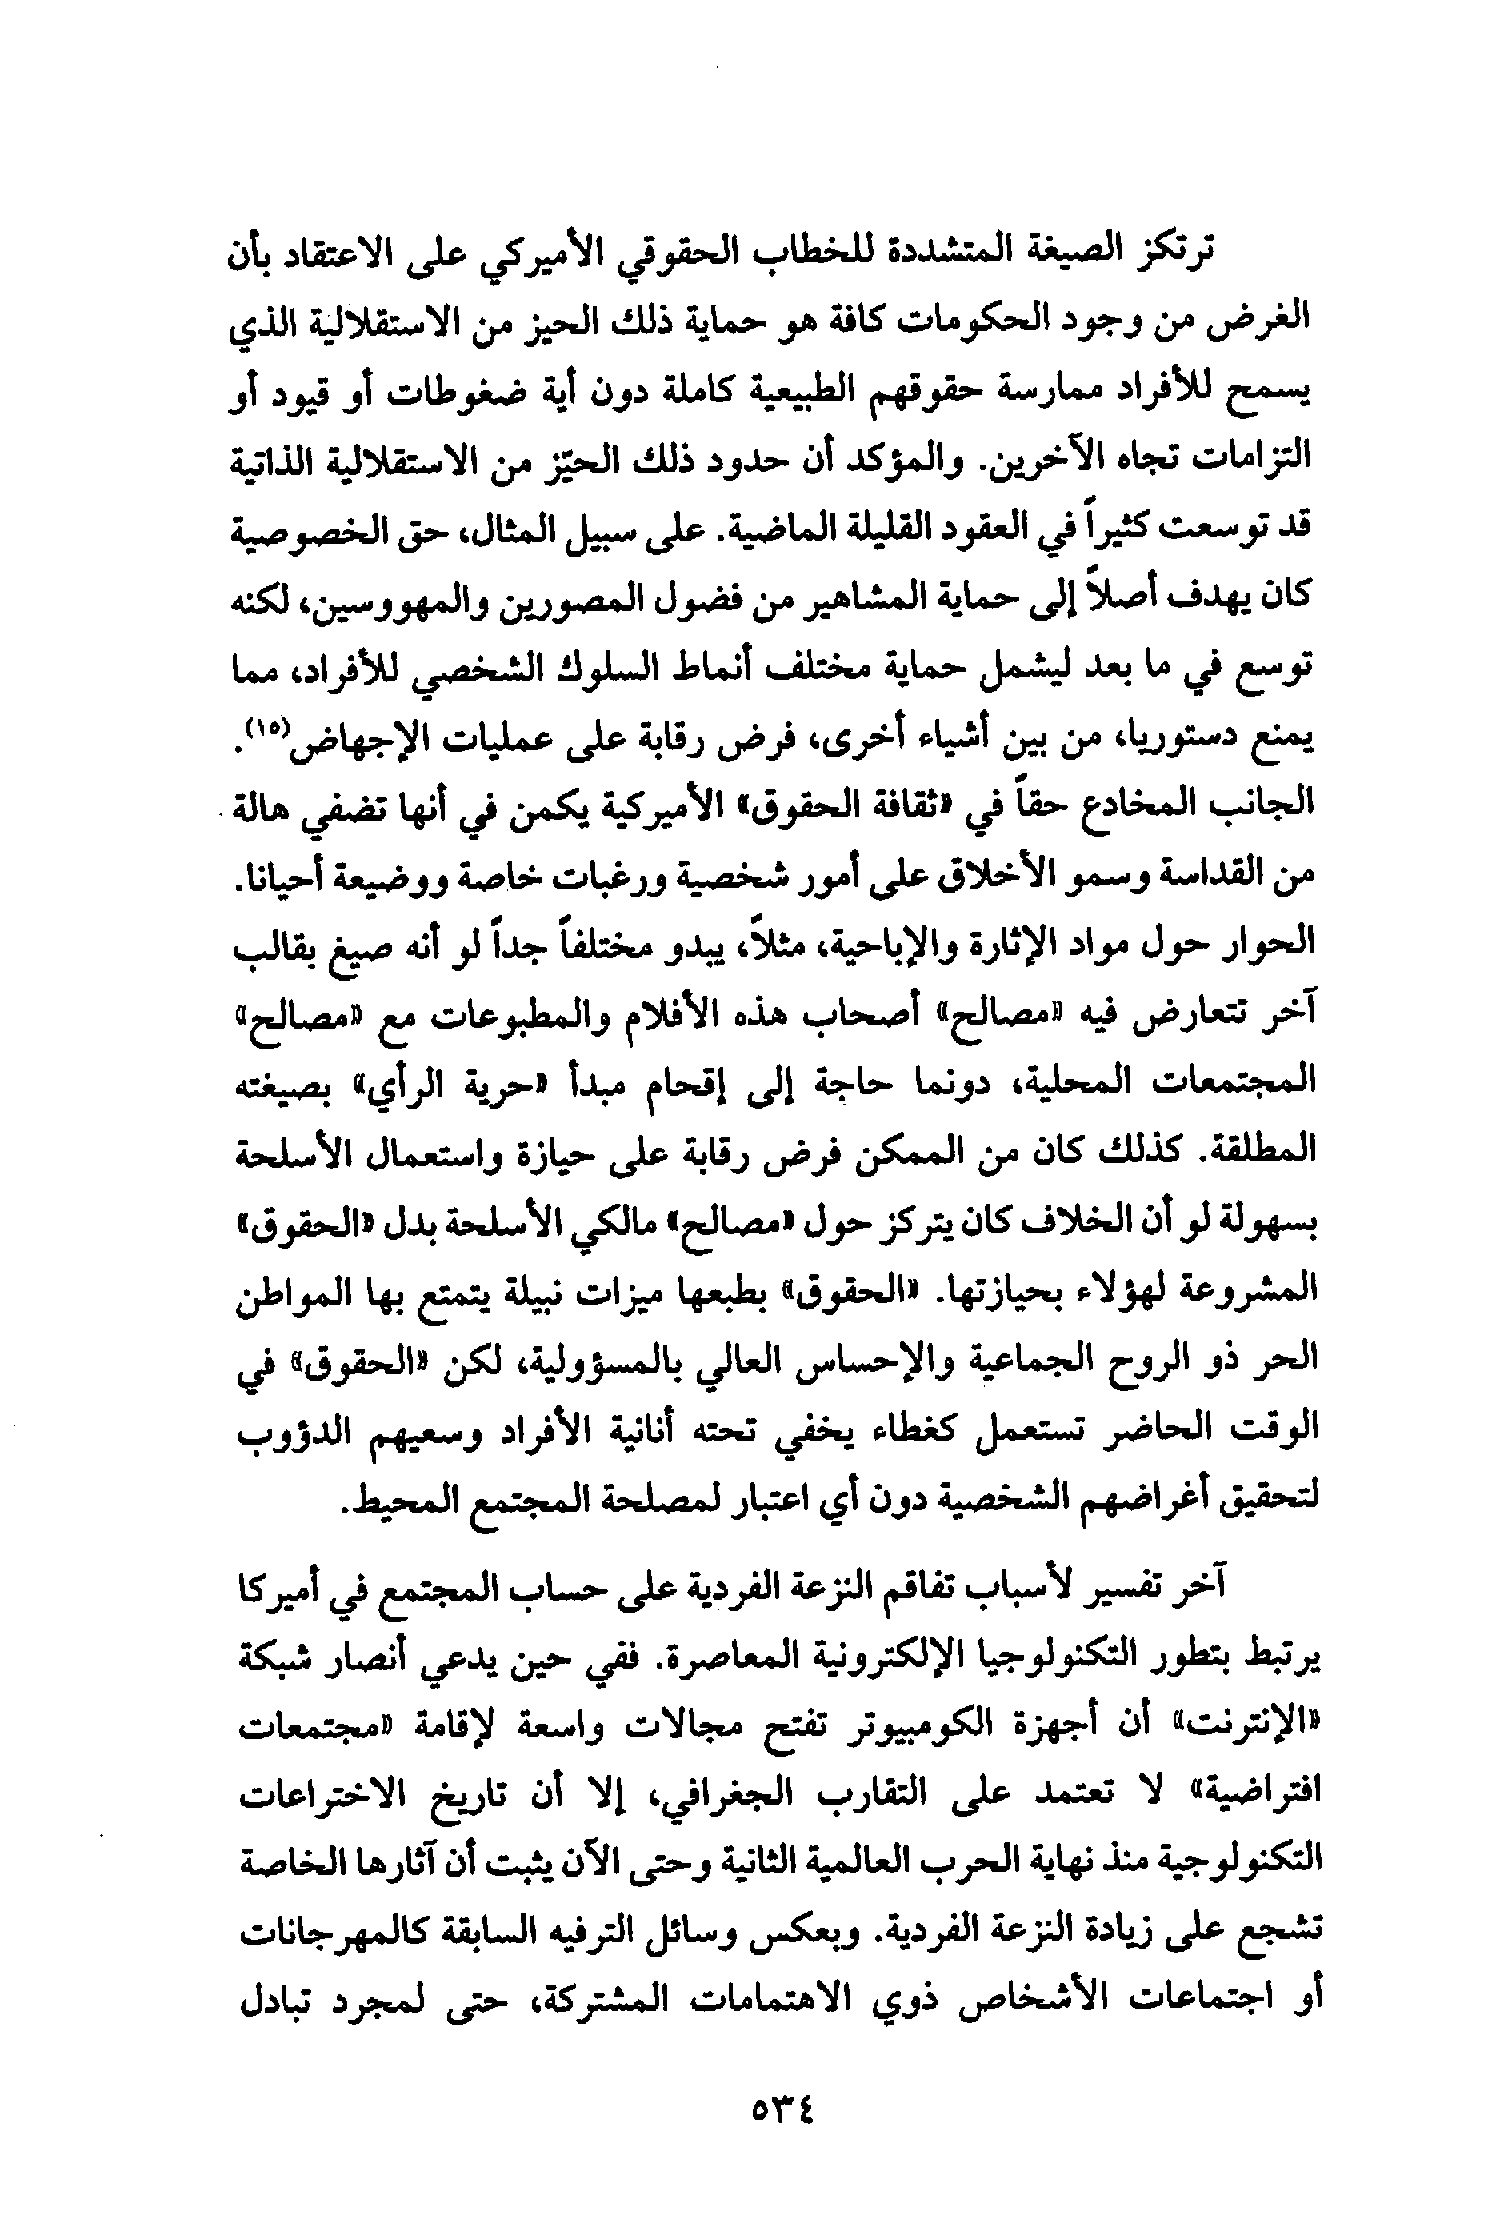 ترتكز الصيغة المتشددة للخطاب الحقوقي الأميركي على الاعتقاد بأن
الغرض من وجود الحكومات كافة هو حماية ذلك الحيز من الاستقلالية الذي
يسمح للأفراد ممارسة حقوقهم الطبيعية كاملة دون أية ضغوطات أو قيود أو
التزامات تجاه الآخرين. والمؤكد أن حدود ذلك الحيّز من الاستقلالية الذاتية
قد توسعت كثيراً في العقود القليلة الماضية. على سبيل المثال، حق الخصوصية
كان يهدف أصلاً إلى حماية المشاهير من فضول المصورين والمهووسين، لكنه
توسع في ما بعد ليشمل حماية مختلف أنماط السلوك الشخصي للأفراد، مما
يمنع دستوريا، من بين أشياء أخرى، فرض رقابة على عمليات الإجهاض(١٥).
الجانب المخادع حقاً في «ثقافة الحقوق» الأميركية يكمن في أنها تضفي هالة
من القداسة وسمو الأخلاق على أمور شخصية ورغبات خاصة ووضيعة أحيانا.
الحوار حول مواد الإثارة والإباحية، مثلاً، يبدو مختلفاً جداً لو أنه صيغ بقالب
آخر تتعارض فيه «مصالح» أصحاب هذه الأفلام والمطبوعات مع «مصالح»
المجتمعات المحلية، دونما حاجة إلى إقحام مبدأ «حرية الرأي» بصيغته
المطلقة. كذلك كان من الممكن فرض رقابة على حيازة واستعمال الأسلحة
بسهولة لو أن الخلاف كان يتركز حول «مصالح» مالكي الأسلحة بدل «الحقوق»
المشروعة لهؤلاء بحيازتها. «الحقوق» بطبعها ميزات نبيلة يتمتع بها المواطن
الحر ذو الروح الجماعية والإحساس العالي بالمسؤولية، لكن «الحقوق» في
الوقت الحاضر تستعمل كغطاء يخفي تحته أنانية الأفراد وسعيهم الدؤوب
لتحقيق أغراضهم الشخصية دون أي اعتبار لمصلحة المجتمع المحيط.
آخر تفسير لأسباب تفاقم النزعة الفردية على حساب المجتمع في أميركا
يرتبط بتطور التكنولوجيا الإلكترونية المعاصرة. ففي حين يدعي أنصار شبكة
«الإنترنت» أن أجهزة الكومبيوتر تفتح مجالات واسعة لإقامة «مجتمعات
افتراضية» لا تعتمد على التقارب الجغرافي، إلا أن تاريخ الاختراعات
التكنولوجية منذ نهاية الحرب العالمية الثانية وحتى الآن يثبت أن آثارها الخاصة
تشجع على زيادة النزعة الفردية. وبعكس وسائل الترفيه السابقة كالمهرجانات
أو اجتماعات الأشخاص ذوي الاهتمامات المشتركة، حتى لمجرد تبادل
٥٣٤